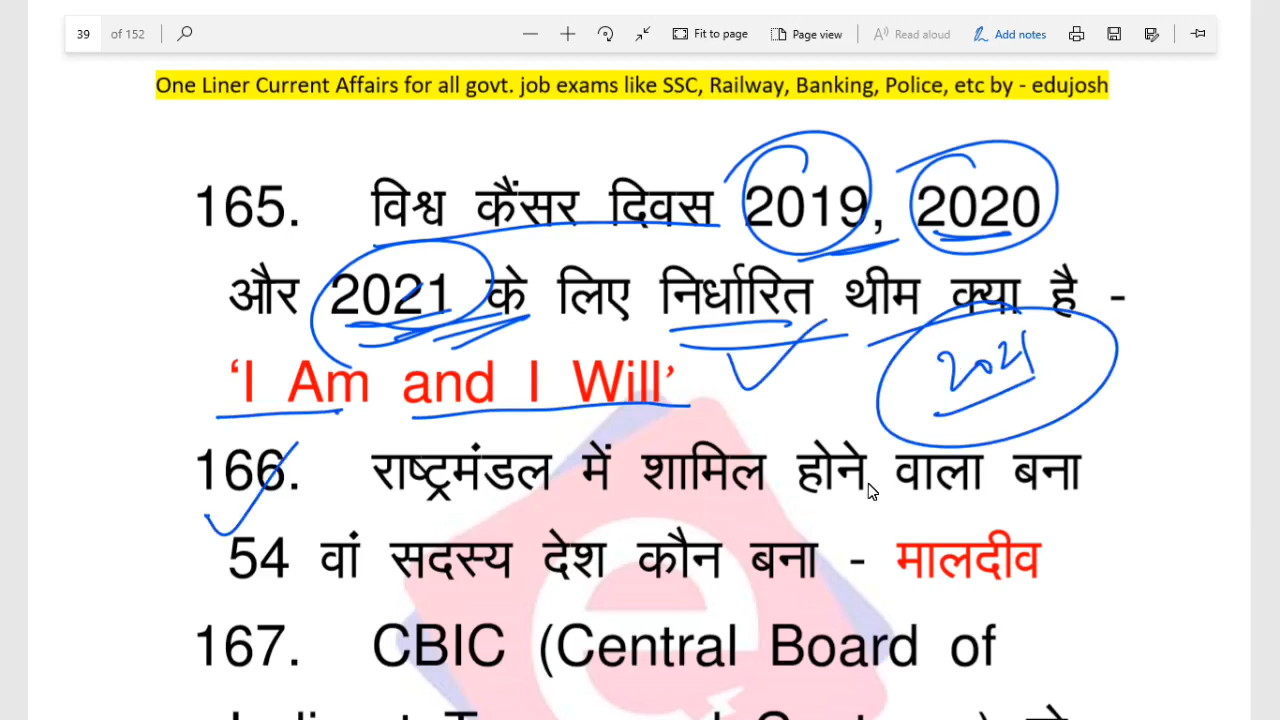 39 of 152 Fit to page Page view Read aloud Add notes
One Liner Current Affairs for all govt. job exams like SSC, Railway, Banking, Police, etc by - edujosh
165. विश्व कैंसर दिवस 2019, 2020
और 2021 के लिए निर्धारित थीम क्या है -
‘I Am and I Will’
2021
166. राष्ट्रमंडल में शामिल होने वाला बना
54 वां सदस्य देश कौन बना - मालदीव
167. CBIC (Central Board of